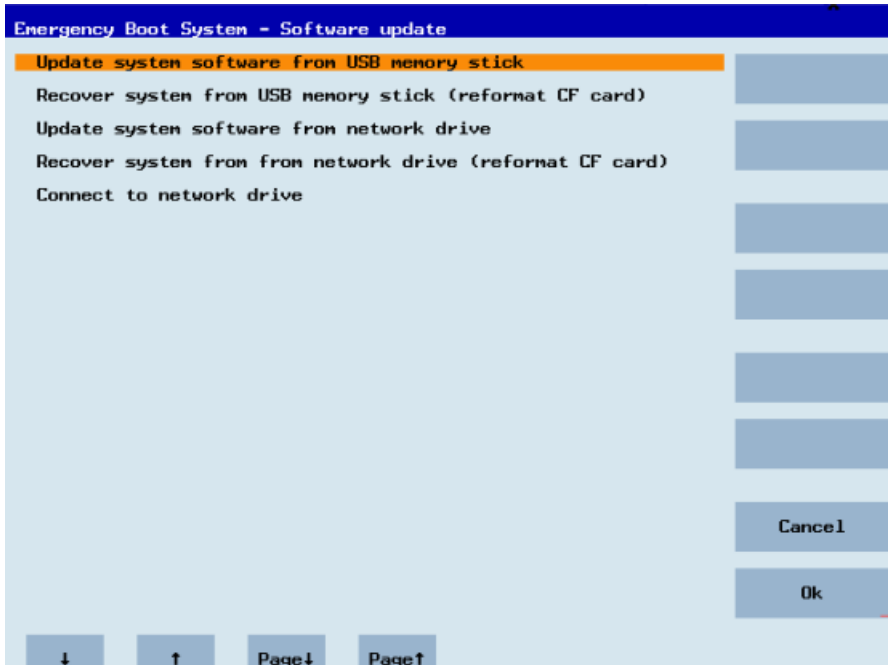 Emergency Boot System - Software update
Update system software from USB memory stick
Recover system from USB memory stick (reformat CF card)
Update system software from network drive
Recover system from from network drive (reformat CF card)
Connect to network drive
Cancel
Ok
↓ ↑ Page↓ Page↑